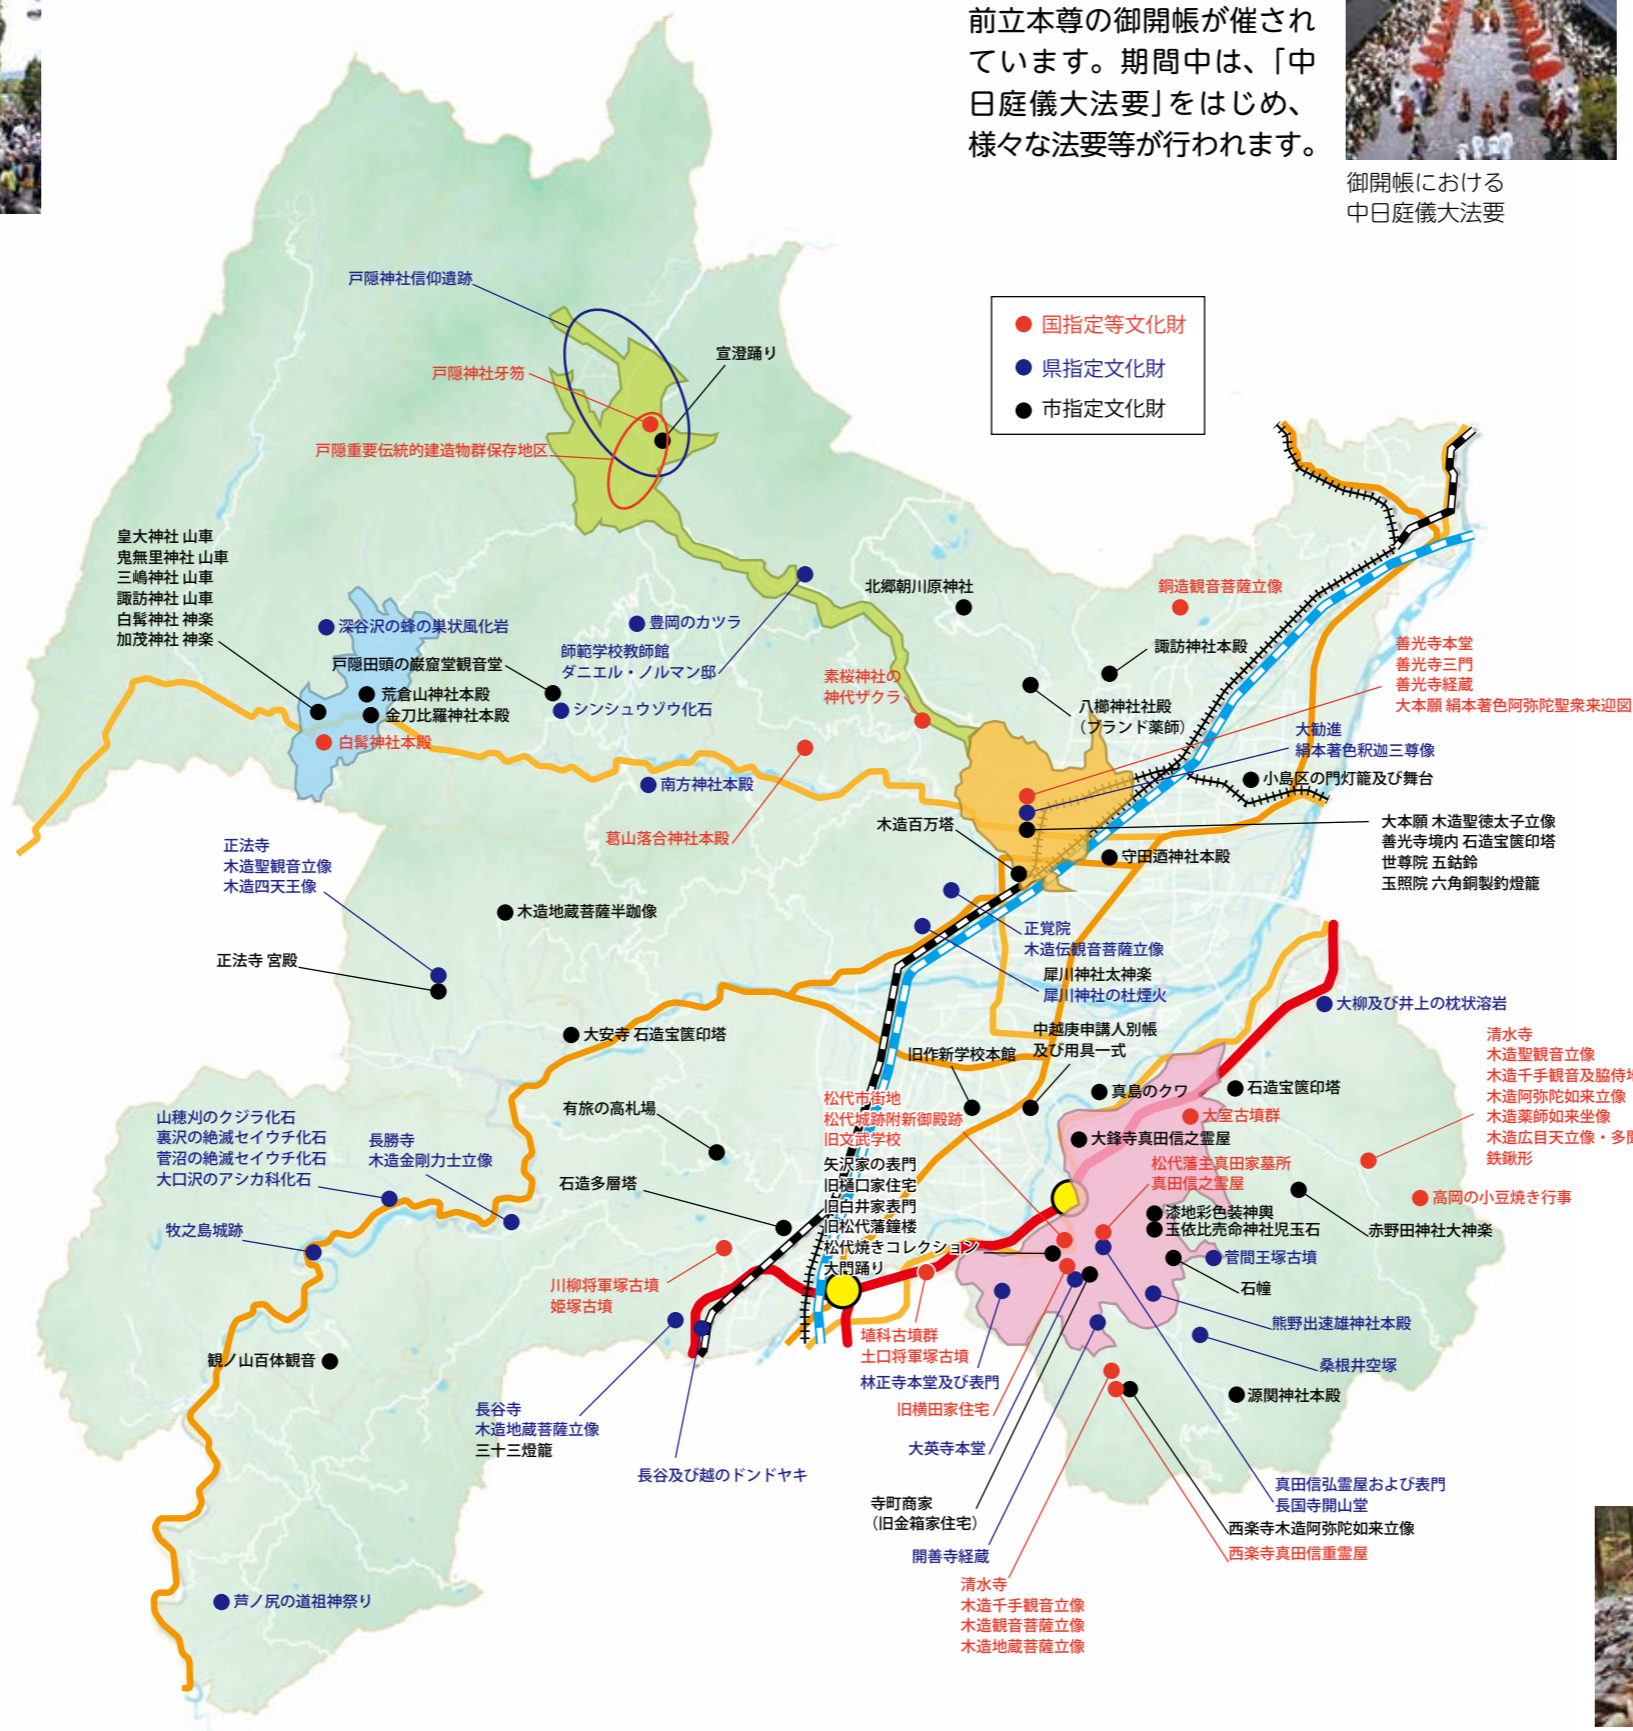 前立本尊の御開帳が催され
ています。期間中は、「中
日庭儀大法要」をはじめ、
様々な法要等が行われます。
御開帳における
中日庭儀大法要
国指定等文化財
県指定文化財
市指定文化財
戸隠神社信仰遺跡
宣澄踊り
戸隠神社牙笏
戸隠重要伝統的建造物群保存地区
皇大神社 山車
鬼無里神社 山車
三嶋神社 山車
諏訪神社 山車
白髯神社 神楽
加茂神社 神楽
深谷沢の蜂の巣状風化岩
豊岡のカツラ
北郷朝川原神社
銅造観音菩薩立像
戸隠田頭の巌窟堂観音堂
師範学校教師館
ダニエル・ノルマン邸
諏訪神社本殿
荒倉山神社本殿
金刀比羅神社本殿
シンシュウゾウ化石
素桜神社の
神代ザクラ
八櫛神社社殿
（ブランド薬師）
善光寺本堂
善光寺三門
善光寺経蔵
大本願 絹本著色阿弥陀聖衆来迎図
白髯神社本殿
大勧進
絹本著色釈迦三尊像
南方神社本殿
小島区の門灯籠及び舞台
葛山落合神社本殿
木造百万塔
大本願 木造聖徳太子立像
善光寺境内 石造宝篋印塔
世尊院 五鈷鈴
玉照院 六角銅製釣燈籠
守田迺神社本殿
正法寺
木造聖観音立像
木造四天王像
木造地蔵菩薩半跏像
正覚院
木造伝観音菩薩立像
正法寺 宮殿
犀川神社太神楽
犀川神社の杜煙火
大柳及び井上の枕状溶岩
大安寺 石造宝篋印塔
中越庚申講人別帳
及び用具一式
旧作新学校本館
清水寺
木造聖観音立像
木造千手観音及脇侍地
木造阿弥陀如来立像
木造薬師如来坐像
木造広目天立像・多聞
鉄鍬形
真島のクワ
石造宝篋印塔
有旅の高札場
松代市街地
松代城跡附新御殿跡
旧文武学校
大室古墳群
山穂刈のクジラ化石
裏沢の絶滅セイウチ化石
菅沼の絶滅セイウチ化石
大口沢のアシカ科化石
長勝寺
木造金剛力士立像
大鋒寺真田信之霊屋
松代藩主真田家墓所
真田信之霊屋
石造多層塔
矢沢家の表門
旧樋口家住宅
旧白井家表門
旧松代藩鐘楼
松代焼きコレクション
大門踊り
高岡の小豆焼き行事
漆地彩色装神輿
玉依比売命神社児玉石
赤野田神社大神楽
牧之島城跡
菅間王塚古墳
川柳将軍塚古墳
姫塚古墳
石幢
埴科古墳群
土口将軍塚古墳
熊野出速雄神社本殿
観ノ山百体観音
桑根井空塚
林正寺本堂及び表門
旧横田家住宅
源関神社本殿
長谷寺
木造地蔵菩薩立像
三十三燈籠
大英寺本堂
長谷及び越のドンドヤキ
真田信弘霊屋および表門
長国寺開山堂
寺町商家
（旧金箱家住宅）
西楽寺木造阿弥陀如来立像
西楽寺真田信重霊屋
開善寺経蔵
清水寺
木造千手観音立像
木造観音菩薩立像
木造地蔵菩薩立像
芦ノ尻の道祖神祭り